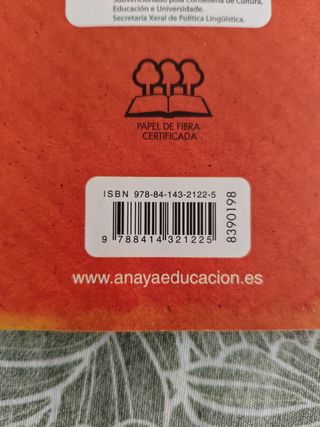 Subvencionado pola Consellería de Cultura,
Educación e Universidade.
Secretaría Xeral de Política Lingüística.
PAPEL DE FIBRA
CERTIFICADA
ISBN 978-84-143-2122-5
9 788414 321225
8390198
www.anayaeducacion.es